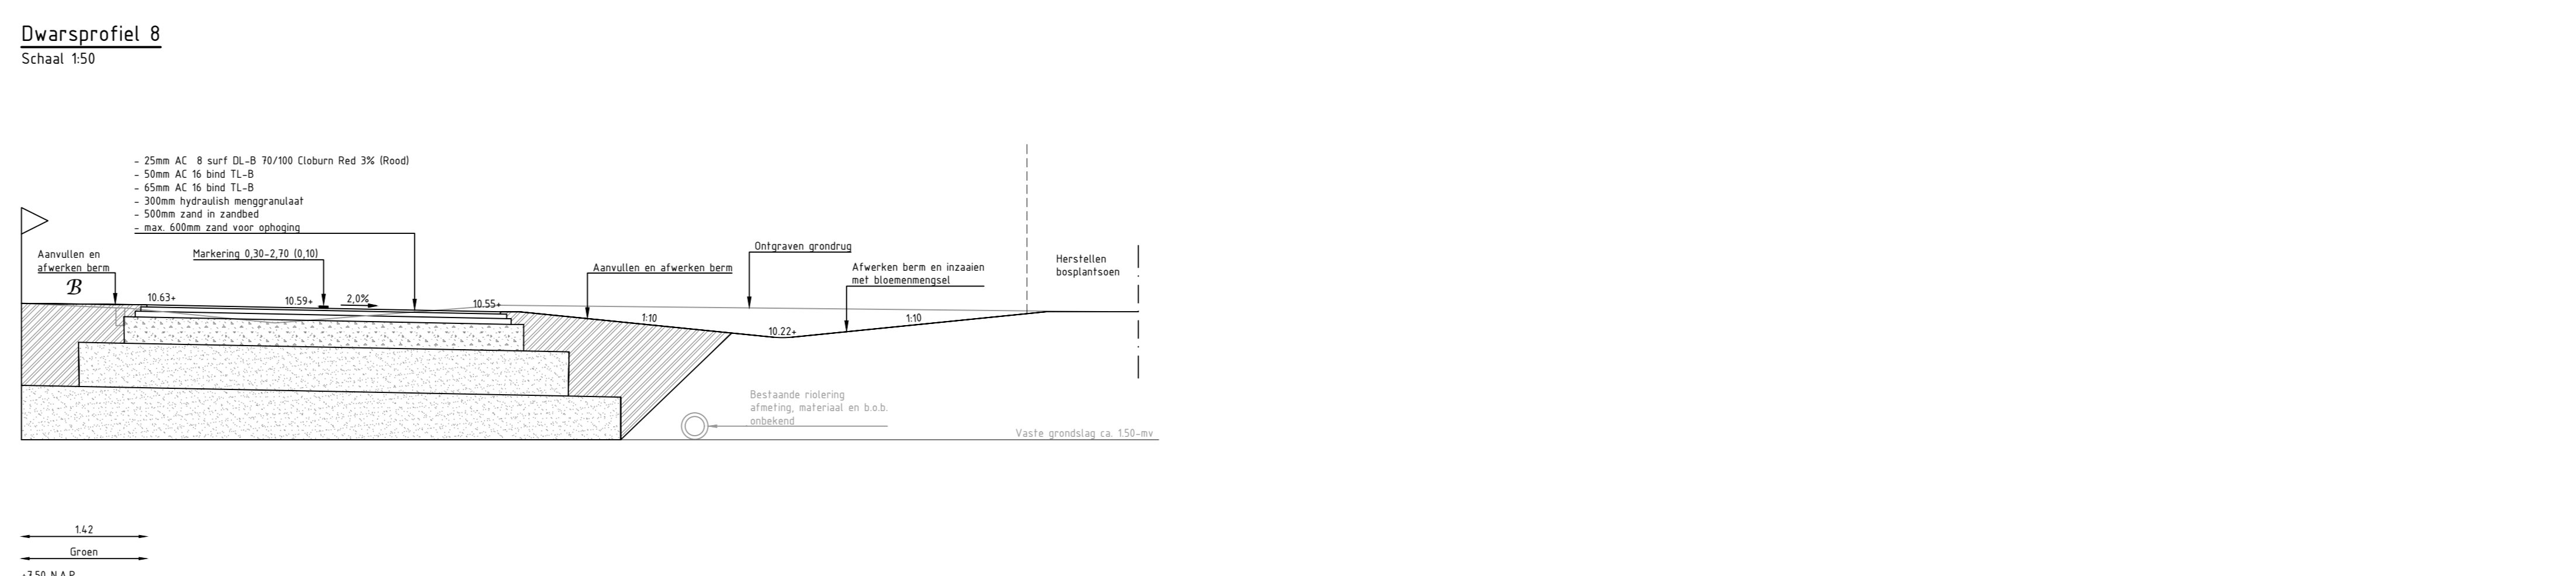 Dwarsprofiel 8
Schaal 1:50
- 25mm AC  8 surf DL-B 70/100 Cloburn Red 3% (Rood)
- 50mm AC 16 bind TL-B
- 65mm AC 16 bind TL-B
- 300mm hydraulish menggranulaat
- 500mm zand in zandbed
- max. 600mm zand voor ophoging
Aanvullen en
afwerken berm
B
Markering 0,30-2,70 (0,10)
Ontgraven grondrug
Aanvullen en afwerken berm
Afwerken berm en inzaaien
met bloemenmengsel
Herstellen
bosplantsoen
10.63+
10.59+
2,0%
10.55+
1:10
10.22+
1:10
Bestaande riolering
afmeting, materiaal en b.o.b.
onbekend
Vaste grondslag ca. 1.50-mv
1.42
Groen
+7.50 N.A.P.